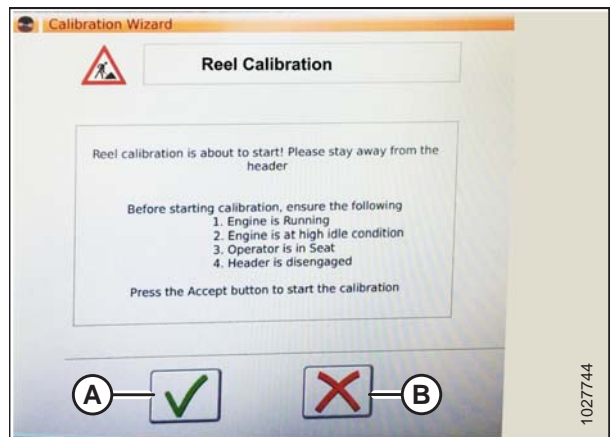 Calibration Wizard
Reel Calibration
Reel calibration is about to start! Please stay away from the
header
Before starting calibration, ensure the following
1. Engine is Running
2. Engine is at high idle condition
3. Operator is in Seat
4. Header is disengaged
Press the Accept button to start the calibration
A
B
1027744